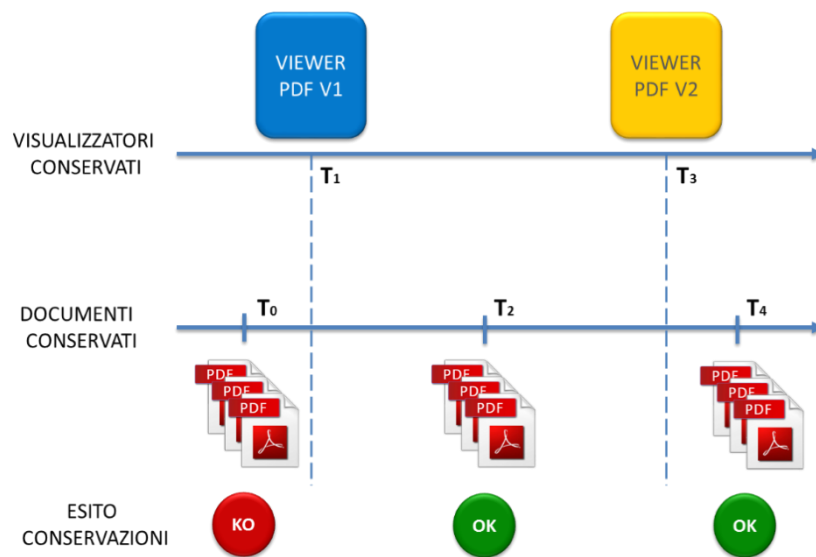 VIEWER
PDF V1
VIEWER
PDF V2
VISUALIZZATORI
CONSERVATI
T1
T3
DOCUMENTI
CONSERVATI
T0
T2
T4
PDF
PDF
PDF
PDF
PDF
PDF
PDF
PDF
PDF
ESITO
CONSERVAZIONI
KO
OK
OK